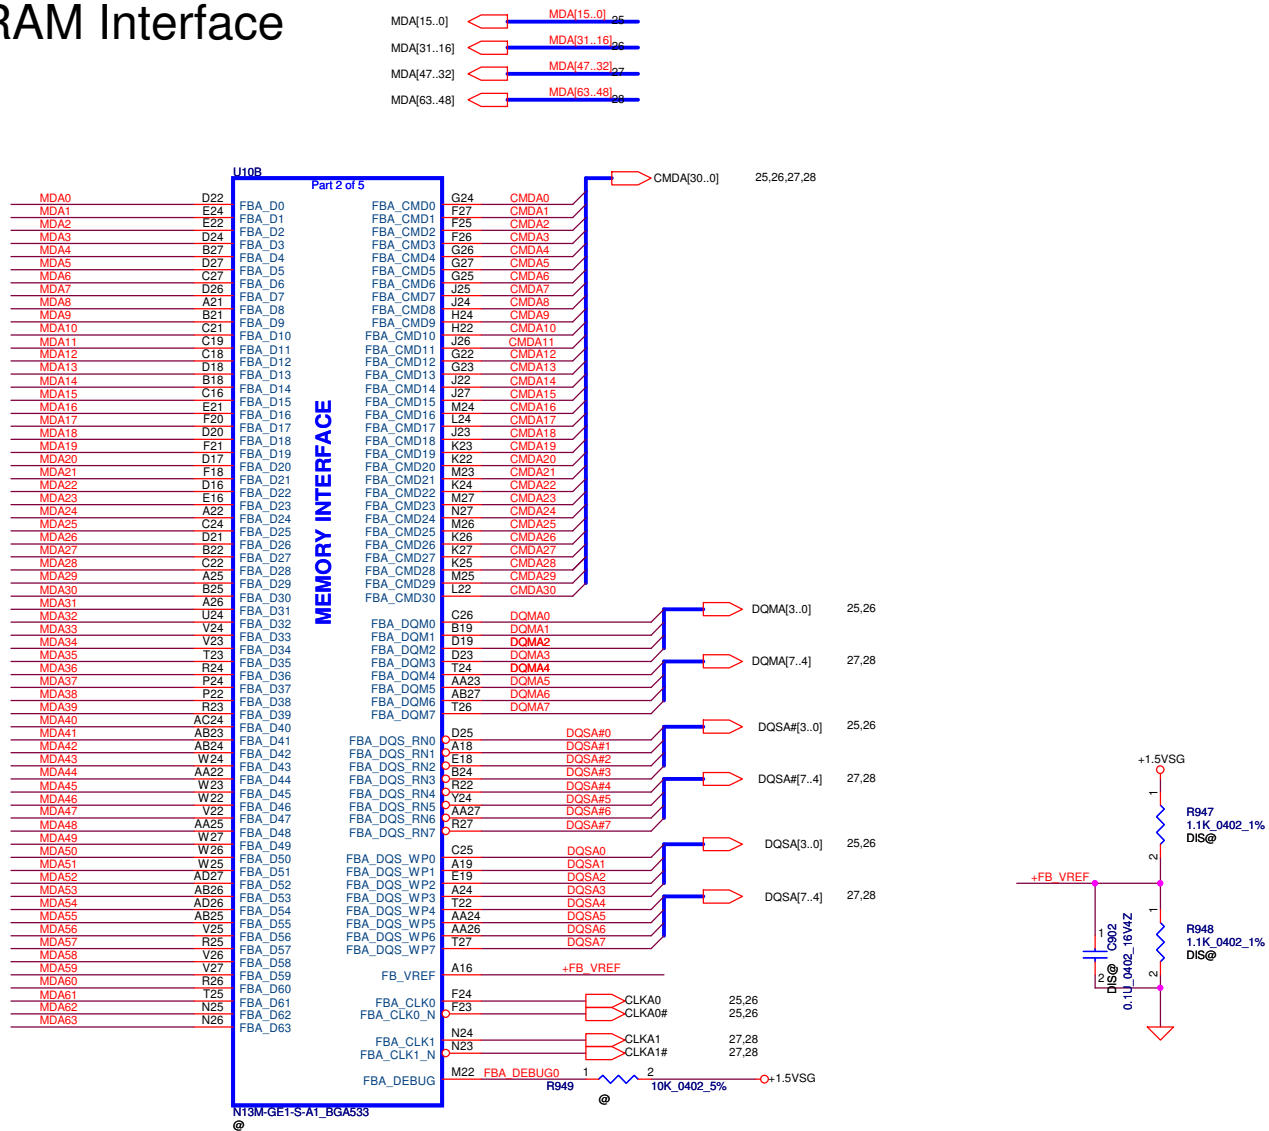 RAM Interface
MDA[15..0] MDA[15..0] 25
MDA[31..16] MDA[31..16] 26
MDA[47..32] MDA[47..32] 27
MDA[63..48] MDA[63..48] 28
U10B
Part 2 of 5
CMDA[30..0] 25,26,27,28
MDA0 D22 FBA_D0 FBA_CMD0 G24 CMDA0
MDA1 E24 FBA_D1 FBA_CMD1 F27 CMDA1
MDA2 E22 FBA_D2 FBA_CMD2 F25 CMDA2
MDA3 D24 FBA_D3 FBA_CMD3 F26 CMDA3
MDA4 B27 FBA_D4 FBA_CMD4 G26 CMDA4
MDA5 D27 FBA_D5 FBA_CMD5 G27 CMDA5
MDA6 C27 FBA_D6 FBA_CMD6 G25 CMDA6
MDA7 D26 FBA_D7 FBA_CMD7 J25 CMDA7
MDA8 A21 FBA_D8 FBA_CMD8 J24 CMDA8
MDA9 B21 FBA_D9 FBA_CMD9 H24 CMDA9
MDA10 C21 FBA_D10 FBA_CMD10 H22 CMDA10
MDA11 C19 FBA_D11 FBA_CMD11 J26 CMDA11
MDA12 C18 FBA_D12 FBA_CMD12 G22 CMDA12
MDA13 D18 FBA_D13 FBA_CMD13 G23 CMDA13
MDA14 B18 FBA_D14 FBA_CMD14 J22 CMDA14
MDA15 C16 FBA_D15 FBA_CMD15 J27 CMDA15
MDA16 E21 FBA_D16 FBA_CMD16 M24 CMDA16
MDA17 F20 FBA_D17 FBA_CMD17 L24 CMDA17
MDA18 D20 FBA_D18 FBA_CMD18 J23 CMDA18
MDA19 F21 FBA_D19 FBA_CMD19 K23 CMDA19
MDA20 D17 FBA_D20 FBA_CMD20 K22 CMDA20
MDA21 F18 FBA_D21 FBA_CMD21 M23 CMDA21
MDA22 D16 FBA_D22 FBA_CMD22 K24 CMDA22
MDA23 E16 FBA_D23 FBA_CMD23 M27 CMDA23
MDA24 A22 FBA_D24 FBA_CMD24 N27 CMDA24
MDA25 C24 FBA_D25 FBA_CMD25 M26 CMDA25
MDA26 D21 FBA_D26 FBA_CMD26 K26 CMDA26
MDA27 B22 FBA_D27 FBA_CMD27 K27 CMDA27
MDA28 C22 FBA_D28 FBA_CMD28 K25 CMDA28
MDA29 A25 FBA_D29 FBA_CMD29 M25 CMDA29
MDA30 B25 FBA_D30 FBA_CMD30 L22 CMDA30
MEMORY INTERFACE
MDA31 A26 FBA_D31
MDA32 U24 FBA_D32 FBA_DQM0 C26 DQMA0 DQMA[3..0] 25,26
MDA33 V24 FBA_D33 FBA_DQM1 B19 DQMA1
MDA34 V23 FBA_D34 FBA_DQM2 D19 DQMA2
MDA35 T23 FBA_D35 FBA_DQM3 D23 DQMA3
MDA36 R24 FBA_D36 FBA_DQM4 T24 DQMA4 DQMA[7..4] 27,28
MDA37 P24 FBA_D37 FBA_DQM5 AA23 DQMA5
MDA38 P22 FBA_D38 FBA_DQM6 AB27 DQMA6
MDA39 R23 FBA_D39 FBA_DQM7 T26 DQMA7
MDA40 AC24 FBA_D40
MDA41 AB23 FBA_D41 FBA_DQS_RN0 D25 DQSA#0 DQSA#[3..0] 25,26
MDA42 AB24 FBA_D42 FBA_DQS_RN1 A18 DQSA#1
MDA43 W24 FBA_D43 FBA_DQS_RN2 E18 DQSA#2
MDA44 AA22 FBA_D44 FBA_DQS_RN3 B24 DQSA#3
MDA45 W23 FBA_D45 FBA_DQS_RN4 R22 DQSA#4 DQSA#[7..4] 27,28
MDA46 W22 FBA_D46 FBA_DQS_RN5 Y24 DQSA#5
MDA47 V22 FBA_D47 FBA_DQS_RN6 AA27 DQSA#6
MDA48 AA25 FBA_D48 FBA_DQS_RN7 R27 DQSA#7
MDA49 W27 FBA_D49
MDA50 W26 FBA_D50 FBA_DQS_WP0 C25 DQSA0 DQSA[3..0] 25,26
MDA51 W25 FBA_D51 FBA_DQS_WP1 A19 DQSA1
MDA52 AD27 FBA_D52 FBA_DQS_WP2 E19 DQSA2
MDA53 AB26 FBA_D53 FBA_DQS_WP3 A24 DQSA3
MDA54 AD26 FBA_D54 FBA_DQS_WP4 T22 DQSA4 DQSA[7..4] 27,28
MDA55 AB25 FBA_D55 FBA_DQS_WP5 AA24 DQSA5
MDA56 V25 FBA_D56 FBA_DQS_WP6 AA26 DQSA6
MDA57 R25 FBA_D57 FBA_DQS_WP7 T27 DQSA7
MDA58 V26 FBA_D58
MDA59 V27 FBA_D59 FB_VREF A16 +FB_VREF
MDA60 R26 FBA_D60
MDA61 T25 FBA_D61 FBA_CLK0 F24 CLKA0 25,26
MDA62 N25 FBA_D62 FBA_CLK0_N F23 CLKA0# 25,26
MDA63 N26 FBA_D63
FBA_CLK1 N24 CLKA1 27,28
FBA_CLK1_N N23 CLKA1# 27,28
FBA_DEBUG M22 FBA_DEBUG0 1 2 +1.5VSG
R949 10K_0402_5%
@
N13M-GE1-S-A1_BGA533
@
+1.5VSG
1
R947
1.1K_0402_1%
DIS@
2
+FB_VREF
1
R948
1.1K_0402_1%
DIS@
2
1
2
C902
DIS@
0.1U_0402_16V4Z